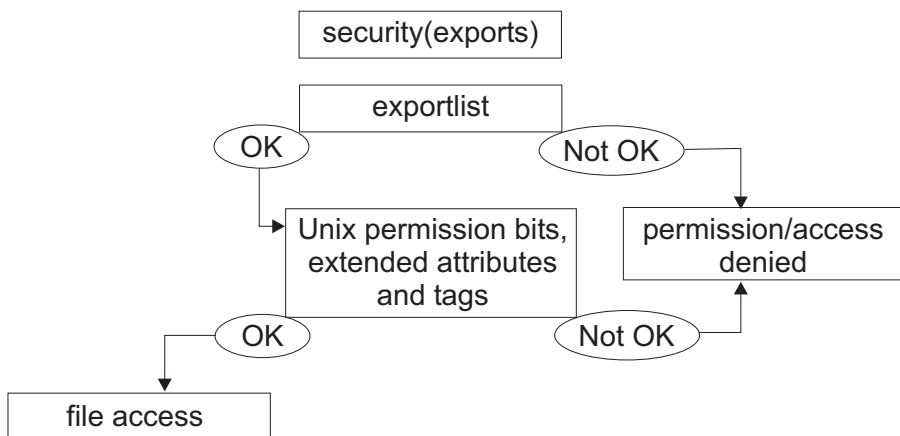 security(exports)
exportlist
OK
Not OK
Unix permission bits,
extended attributes
and tags
permission/access
denied
OK
Not OK
file access